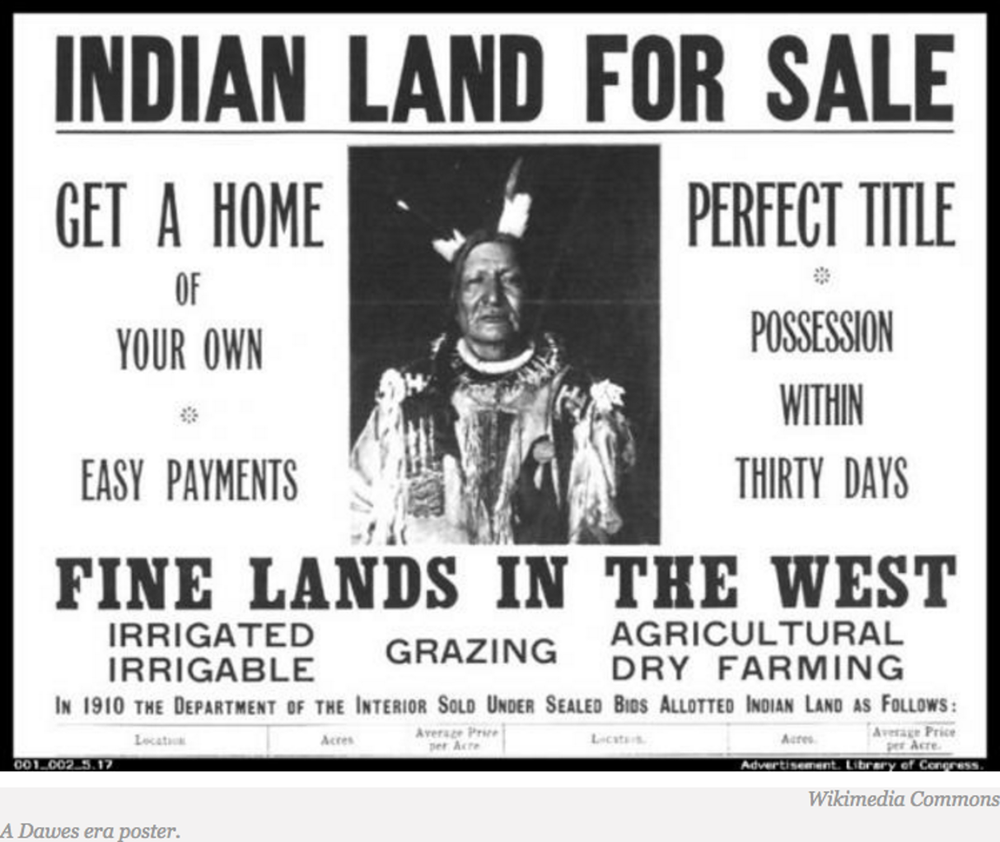 INDIAN LAND FOR SALE
GET A HOME
OF
YOUR OWN
EASY PAYMENTS
PERFECT TITLE
POSSESSION
WITHIN
THIRTY DAYS
FINE LANDS IN THE WEST
IRRIGATED
IRRIGABLE
GRAZING
AGRICULTURAL
DRY FARMING
IN 1910 THE DEPARTMENT OF THE INTERIOR SOLD UNDER SEALED BIDS ALLOTTED INDIAN LAND AS FOLLOWS:
Location Acres Average Price per Acre Location. Acres. Average Price per Acre.
001_002_5.17
Advertisement. Library of Congress.
Wikimedia Commons
A Dawes era poster.